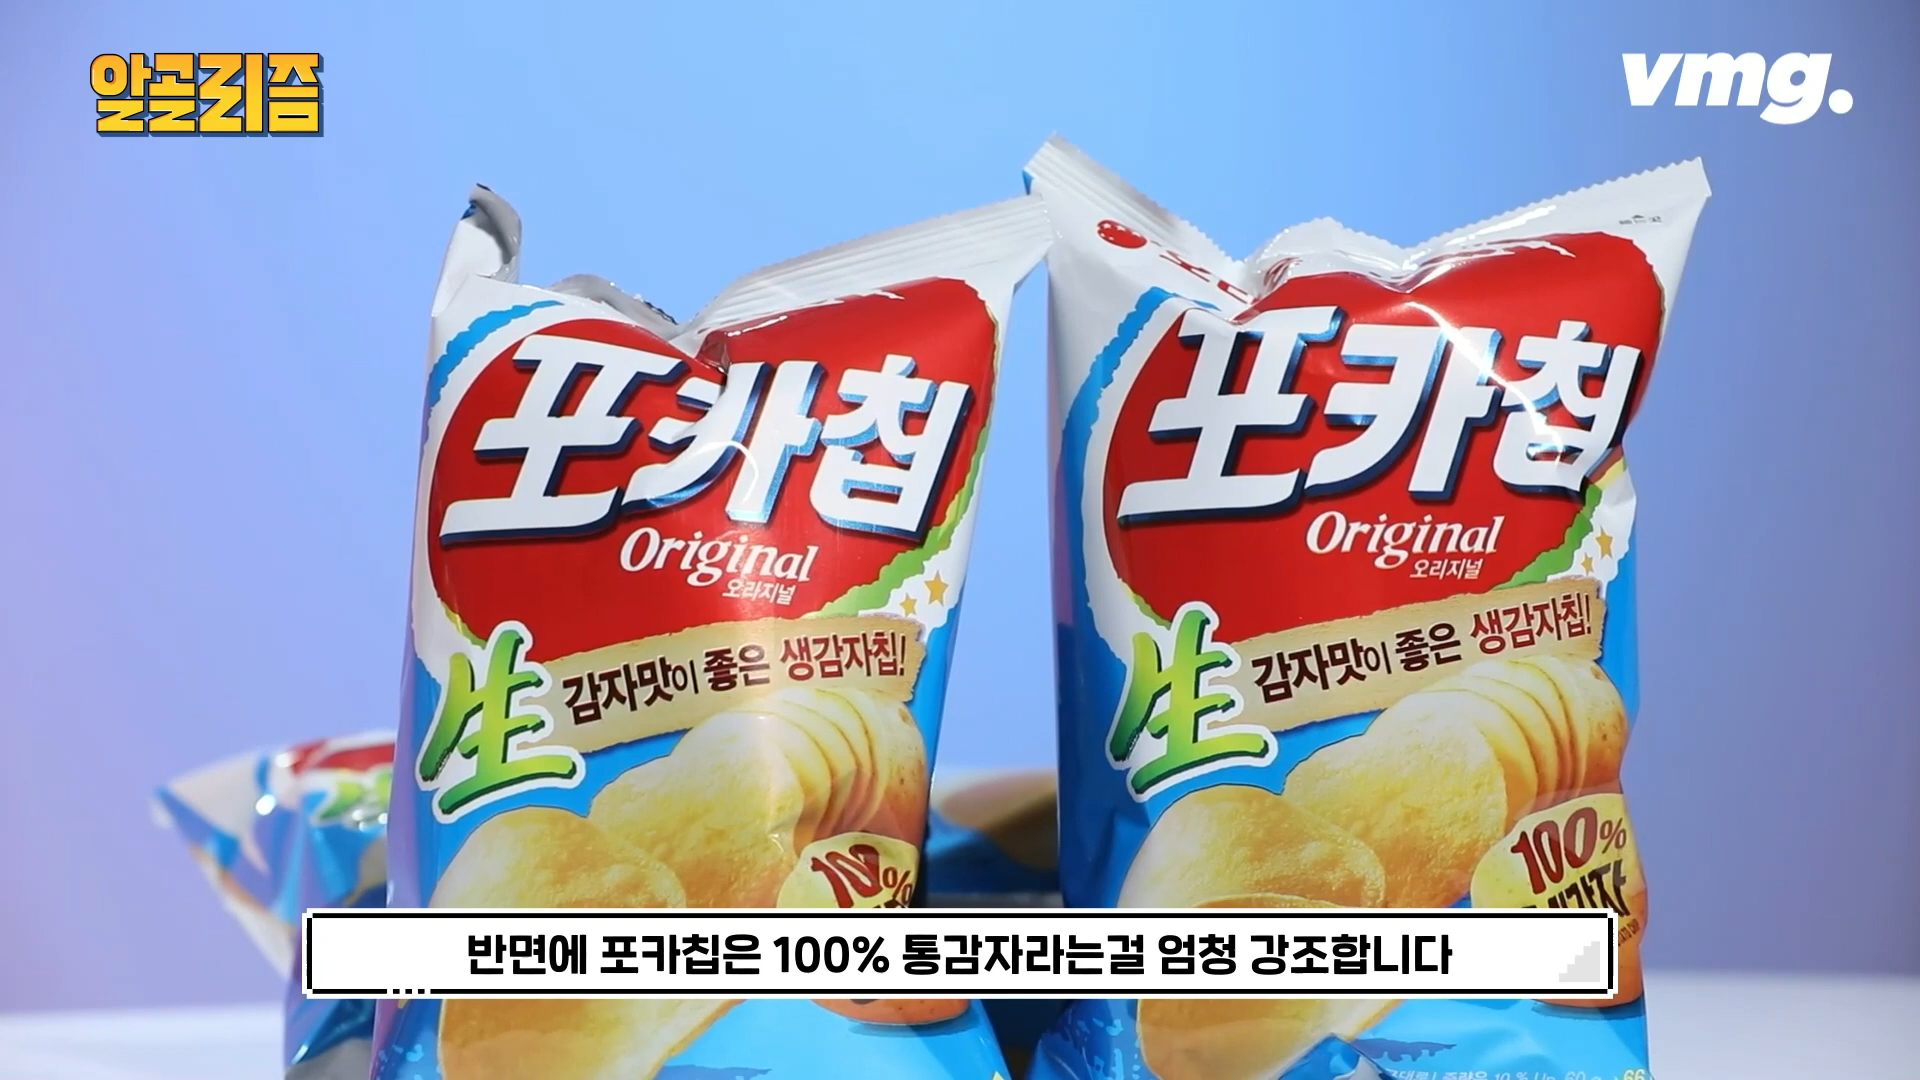 알골리즘
vmg.
포카칩
Original
오리지널
生 감자맛이 좋은 생감자칩!
100%
포카칩
Original
오리지널
生 감자맛이 좋은 생감자칩!
100%
반면에 포카칩은 100% 통감자라는걸 엄청 강조합니다